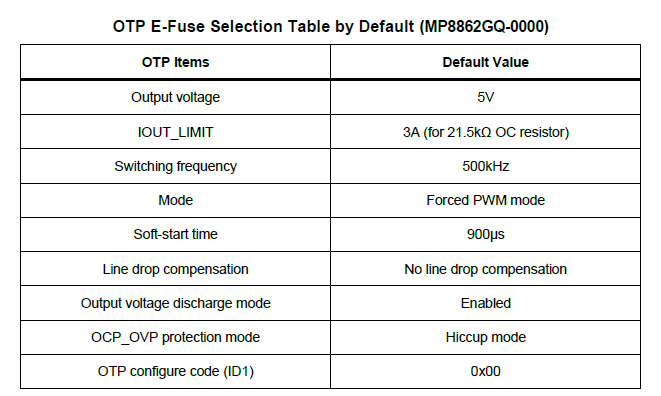 OTP E-Fuse Selection Table by Default (MP8862GQ-0000)
OTP Items Default Value
Output voltage 5V
IOUT_LIMIT 3A (for 21.5kΩ OC resistor)
Switching frequency 500kHz
Mode Forced PWM mode
Soft-start time 900µs
Line drop compensation No line drop compensation
Output voltage discharge mode Enabled
OCP_OVP protection mode Hiccup mode
OTP configure code (ID1) 0x00